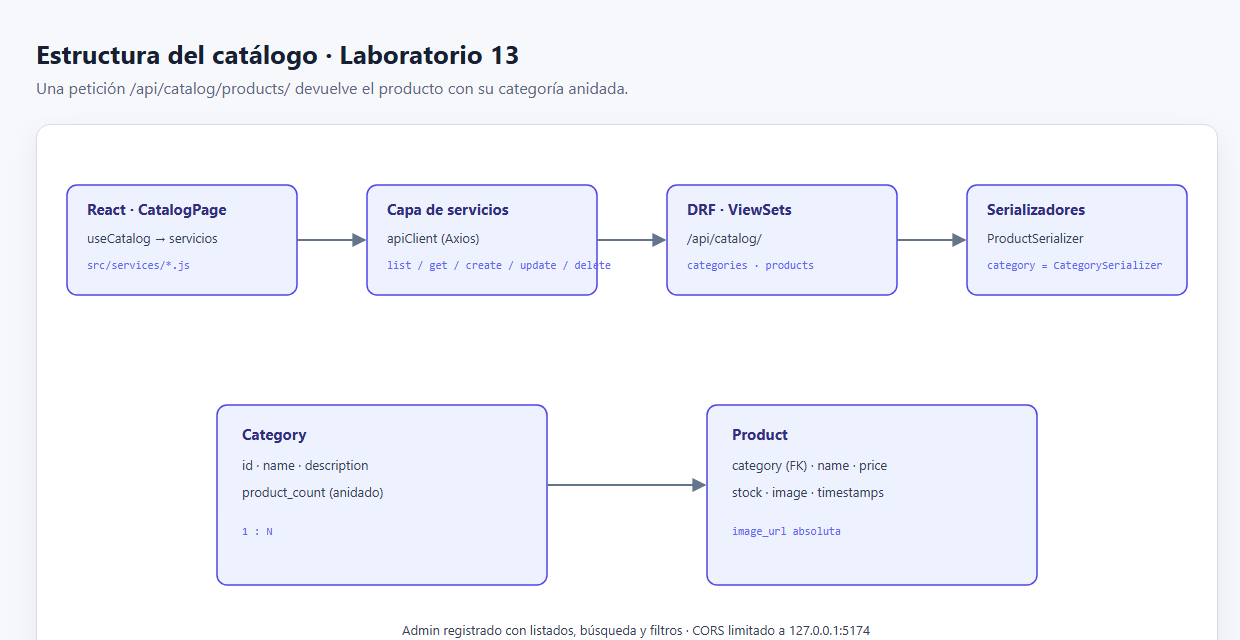 Estructura del catálogo · Laboratorio 13
Una petición /api/catalog/products/ devuelve el producto con su categoría anidada.
React · CatalogPage
useCatalog → servicios
src/services/*.js
Capa de servicios
apiClient (Axios)
list / get / create / update / delete
DRF · ViewSets
/api/catalog/
categories · products
Serializadores
ProductSerializer
category = CategorySerializer
Category
id · name · description
product_count (anidado)
1 : N
Product
category (FK) · name · price
stock · image · timestamps
image_url absoluta
Admin registrado con listados, búsqueda y filtros · CORS limitado a 127.0.0.1:5174